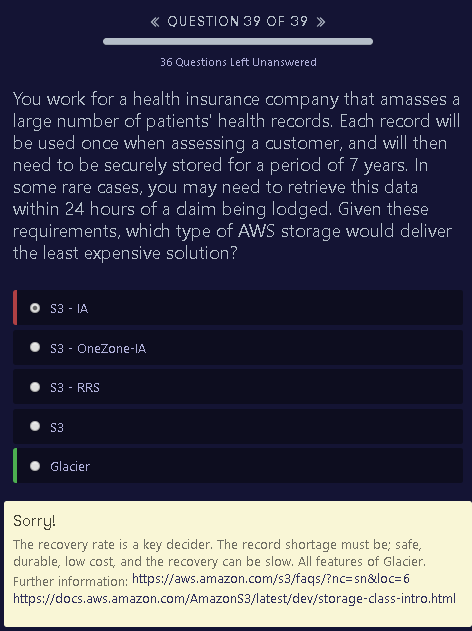 « QUESTION 39 OF 39 »
36 Questions Left Unanswered
You work for a health insurance company that amasses a
large number of patients' health records. Each record will
be used once when assessing a customer, and will then
need to be securely stored for a period of 7 years. In
some rare cases, you may need to retrieve this data
within 24 hours of a claim being lodged. Given these
requirements, which type of AWS storage would deliver
the least expensive solution?
S3 - IA
S3 - OneZone-IA
S3 - RRS
S3
Glacier
Sorry!
The recovery rate is a key decider. The record shortage must be; safe,
durable, low cost, and the recovery can be slow. All features of Glacier.
Further information: https://aws.amazon.com/s3/faqs/?nc=sn&loc=6
https://docs.aws.amazon.com/AmazonS3/latest/dev/storage-class-intro.html